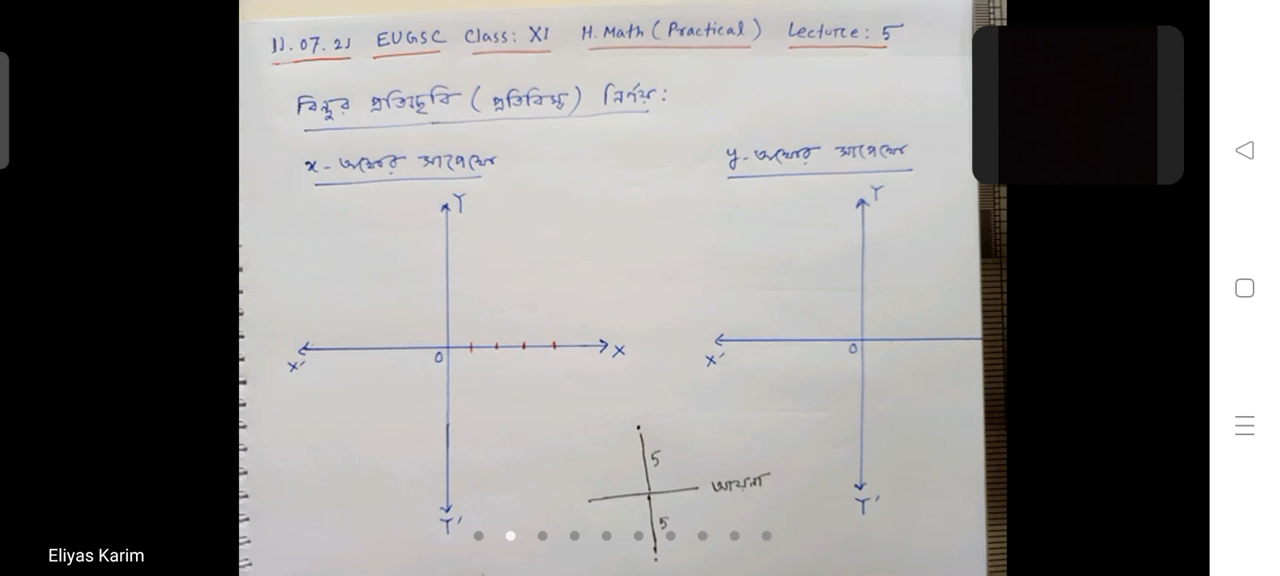 11.07.21 EUGSC Class: XI H. Math (Practical) Lecture: 5
বিন্দুর প্রতিচ্ছবি (প্রতিবিম্ব) নির্ণয়:
x-অক্ষের সাপেক্ষে
y-অক্ষের সাপেক্ষে
Y
Y
X' O X
X' O
5
আয়না
5
Y'
Y'
Eliyas Karim